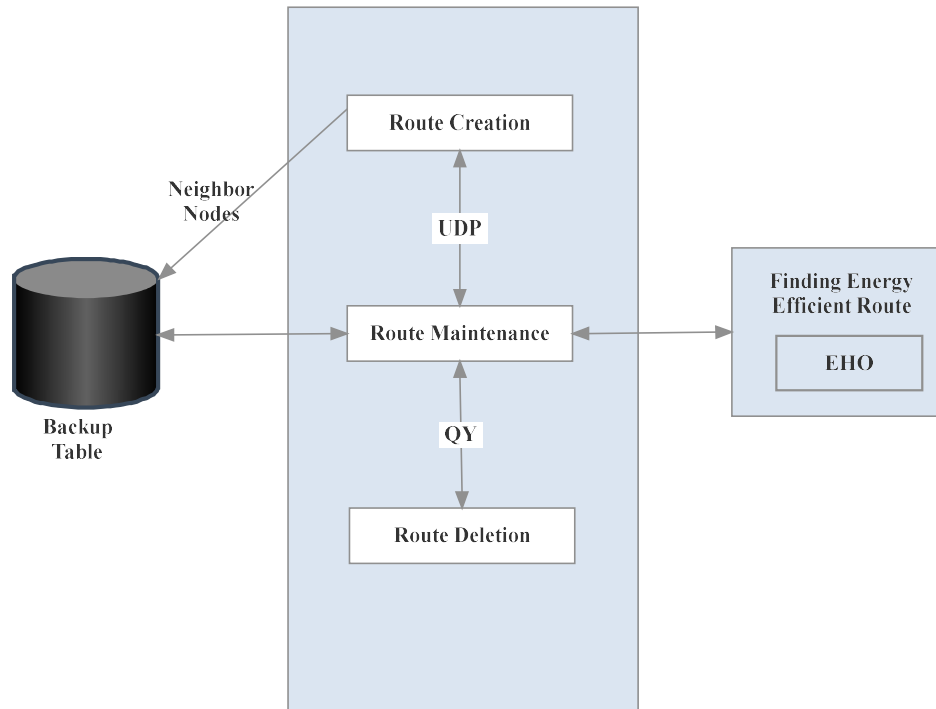 Route Creation
Neighbor
Nodes
UDP
Finding Energy
Efficient Route
Route Maintenance
EHO
Backup
Table
QY
Route Deletion